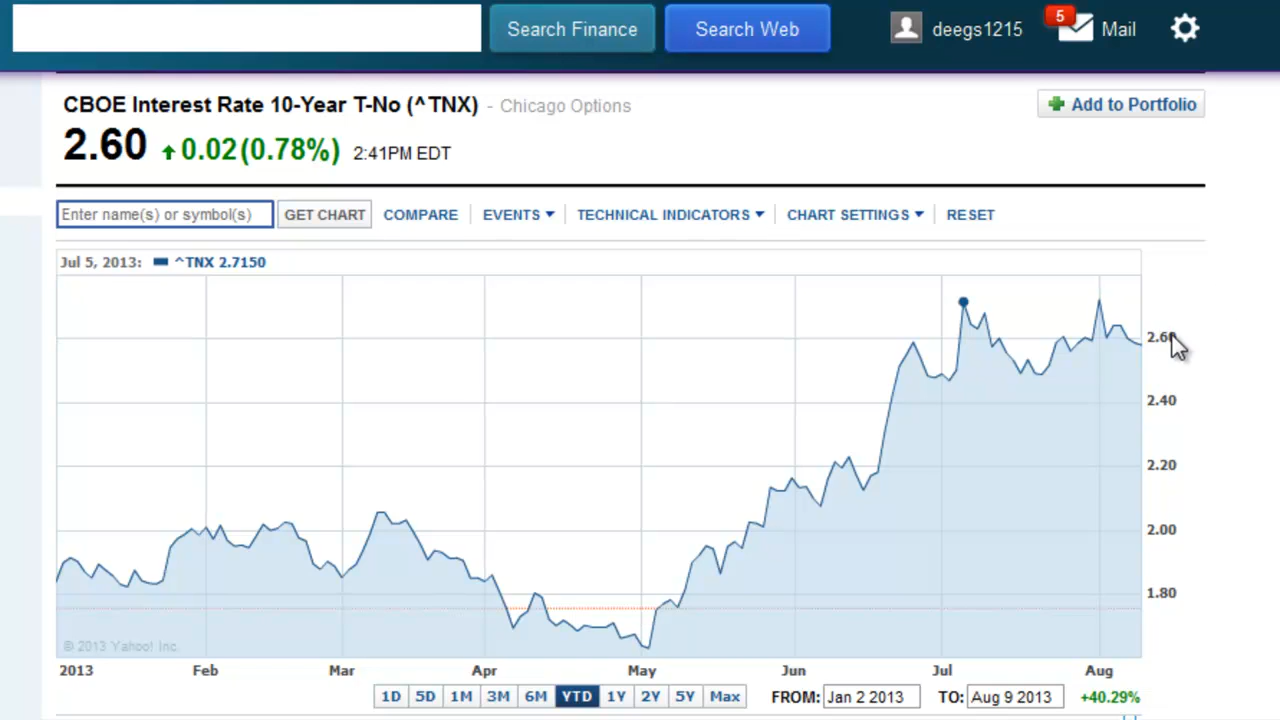 Search Finance Search Web deegs1215 5 Mail
CBOE Interest Rate 10-Year T-No (^TNX) - Chicago Options
Add to Portfolio
2.60 0.02(0.78%) 2:41PM EDT
Enter name(s) or symbol(s) GET CHART COMPARE EVENTS TECHNICAL INDICATORS CHART SETTINGS RESET
Jul 5, 2013: ^TNX 2.7150
2.60
2.40
2.20
2.00
1.80
© 2013 Yahoo! Inc.
2013 Feb Mar Apr May Jun Jul Aug
1D 5D 1M 3M 6M YTD 1Y 2Y 5Y Max FROM: Jan 2 2013 TO: Aug 9 2013 +40.29%